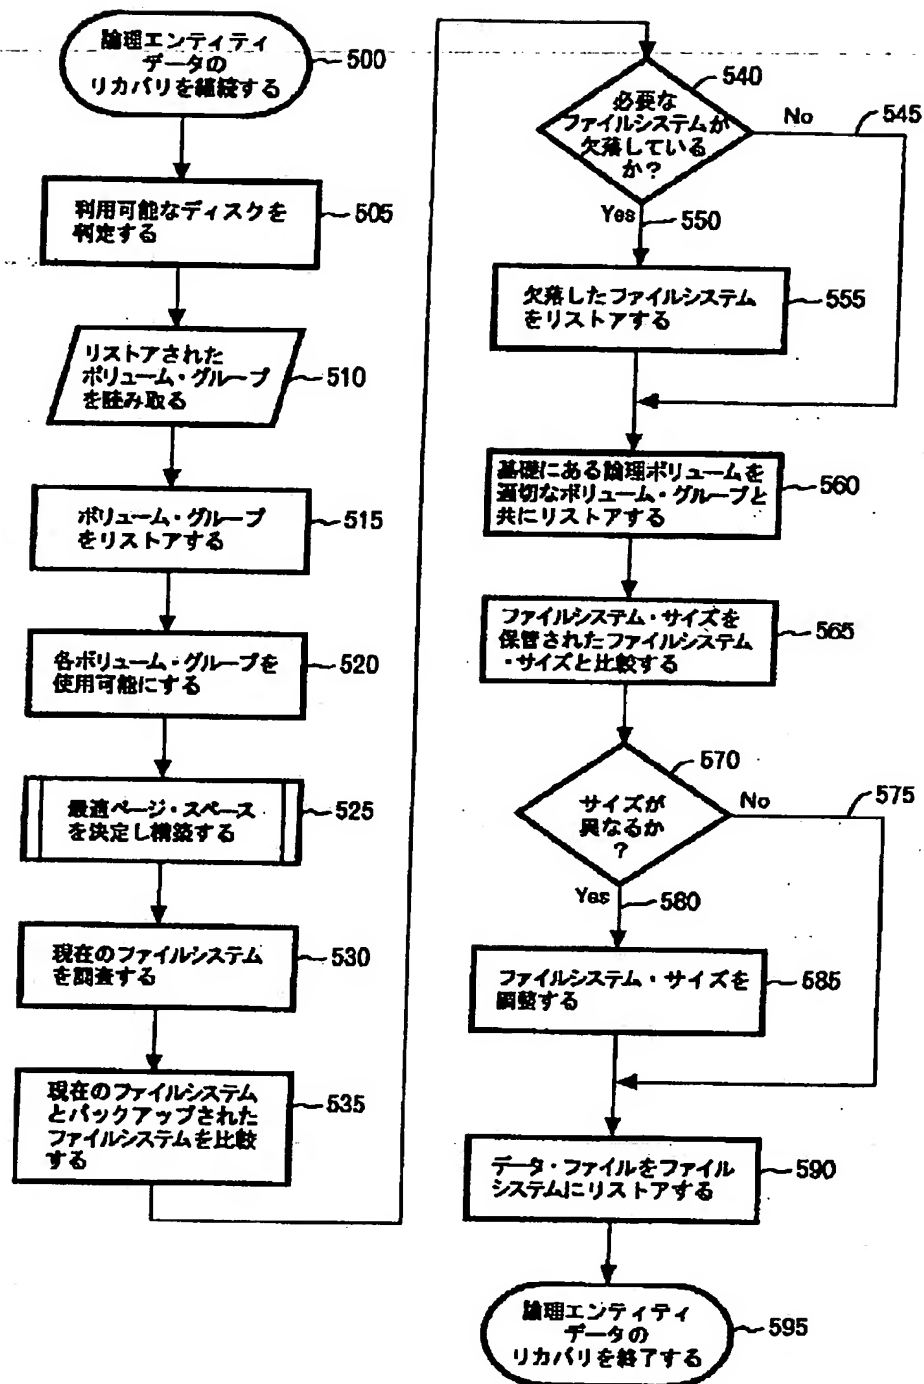 論理エンティティ
データの
リカバリを継続する
500
利用可能なディスクを
判定する
505
リストアされた
ボリューム・グループ
を読み取る
510
ボリューム・グループ
をリストアする
515
各ボリューム・グループを
使用可能にする
520
最適ページ・スペース
を決定し構築する
525
現在のファイルシステム
を調査する
530
現在のファイルシステム
とバックアップされた
ファイルシステムを比較
する
535
540
必要な
ファイルシステムが
欠落している
か?
No
545
Yes
550
欠落したファイルシステム
をリストアする
555
基礎にある論理ボリュームを
適切なボリューム・グループと
共にリストアする
560
ファイルシステム・サイズを
保管されたファイルシステム
・サイズと比較する
565
570
サイズが
異なるか
?
No
575
Yes
580
ファイルシステム・サイズを
調整する
585
データ・ファイルをファイル
システムにリストアする
590
論理エンティティ
データの
リカバリを終了する
595